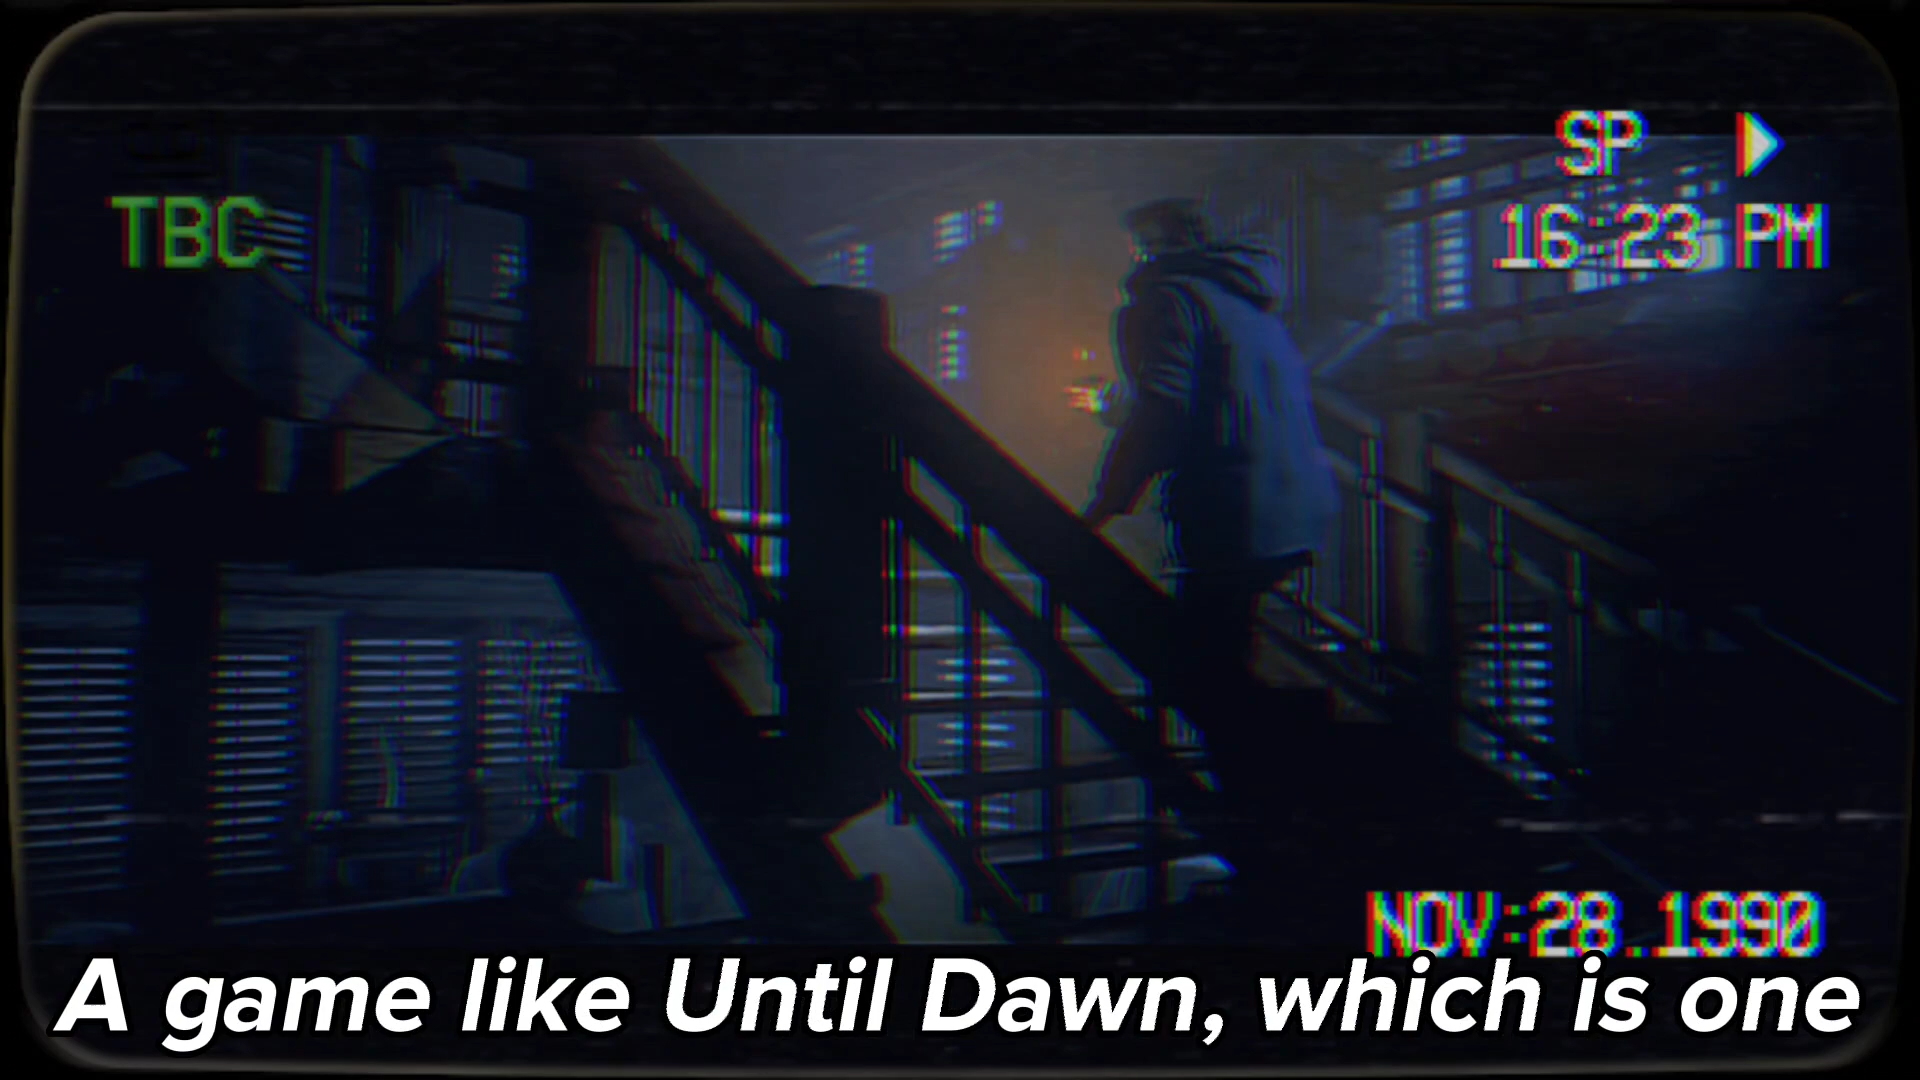 SP
TBC
16:23 PM
NOV:28.1990
A game like Until Dawn, which is one